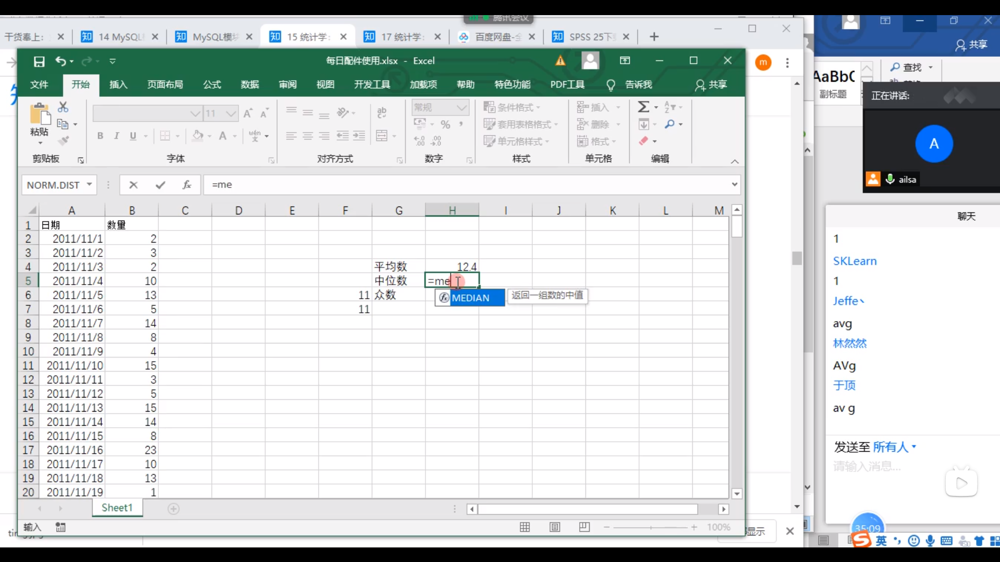 腾讯会议
干货奉上:
知 14 MySQL
知 MySQL模块
知 15 统计学:
知 17 统计学:
百度网盘-全
知 SPSS 25下
每日配件使用.xlsx - Excel
m
共享
文件 开始 插入 页面布局 公式 数据 审阅 视图 开发工具 加载项 帮助 特色功能 PDF工具 告诉我 共享
粘贴
11
常规
条件格式
套用表格格式
单元格样式
插入
删除
格式
剪贴板 字体 对齐方式 数字 样式 单元格 编辑
AaBbC
副标题
查找
正在讲话:
A
ailsa
NORM.DIST
=me
A B C D E F G H I J K L M
1 日期 数量
2 2011/11/1 2
3 2011/11/2 3
4 2011/11/3 2 平均数 12.4
5 2011/11/4 10 中位数 =me
6 2011/11/5 13 11 众数
MEDIAN 返回一组数的中值
7 2011/11/6 5 11
8 2011/11/7 14
9 2011/11/8 8
10 2011/11/9 4
11 2011/11/10 15
12 2011/11/11 3
13 2011/11/12 5
14 2011/11/13 15
15 2011/11/14 14
16 2011/11/15 8
17 2011/11/16 23
18 2011/11/17 10
19 2011/11/18 13
20 2011/11/19 1
Sheet1
输入
100%
显示
聊天
1
SKLearn
1
Jeffe丶
avg
林然然
AVg
于顶
av g
发送至 所有人
请输入消息...
35:09
英